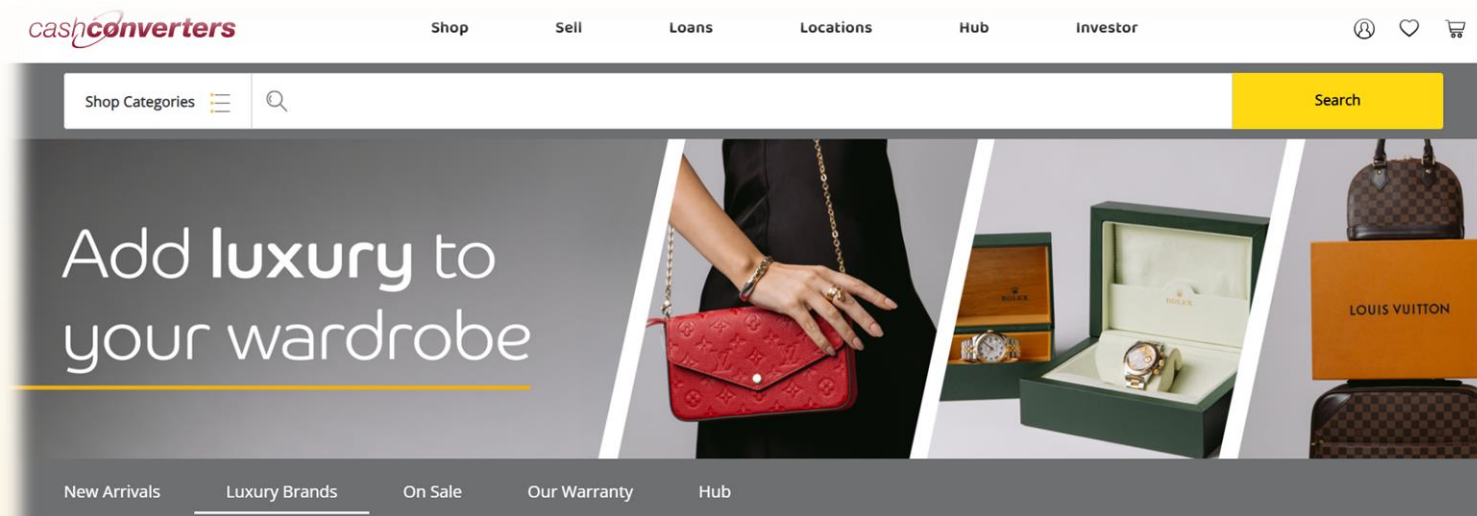 cashconverters
Shop
Sell
Loans
Locations
Hub
Investor
Shop Categories
Search
Add luxury to
your wardrobe
ROLEX
ROLEX
LOUIS VUITTON
New Arrivals
Luxury Brands
On Sale
Our Warranty
Hub